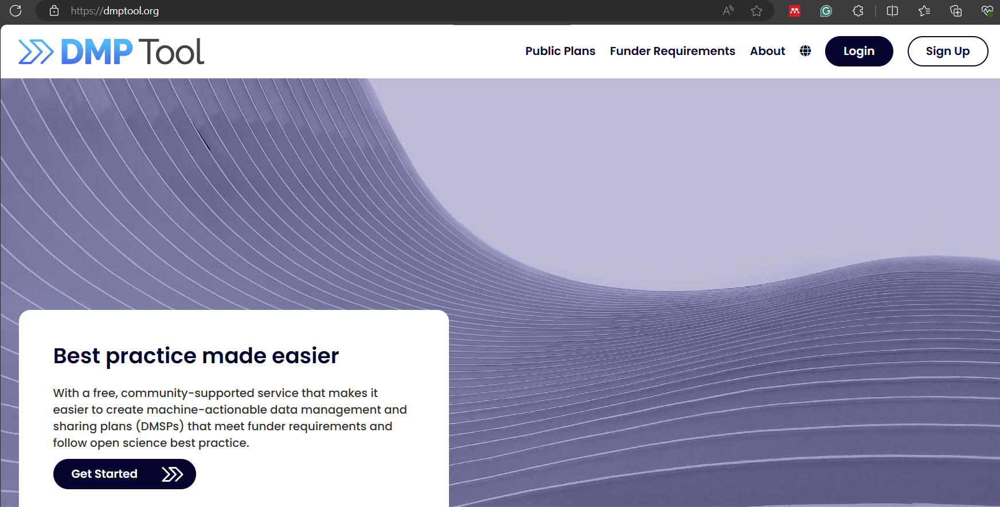 https://dmptool.org
DMP Tool
Public Plans Funder Requirements About Login Sign Up
Best practice made easier
With a free, community-supported service that makes it
easier to create machine-actionable data management and
sharing plans (DMSPs) that meet funder requirements and
follow open science best practice.
Get Started